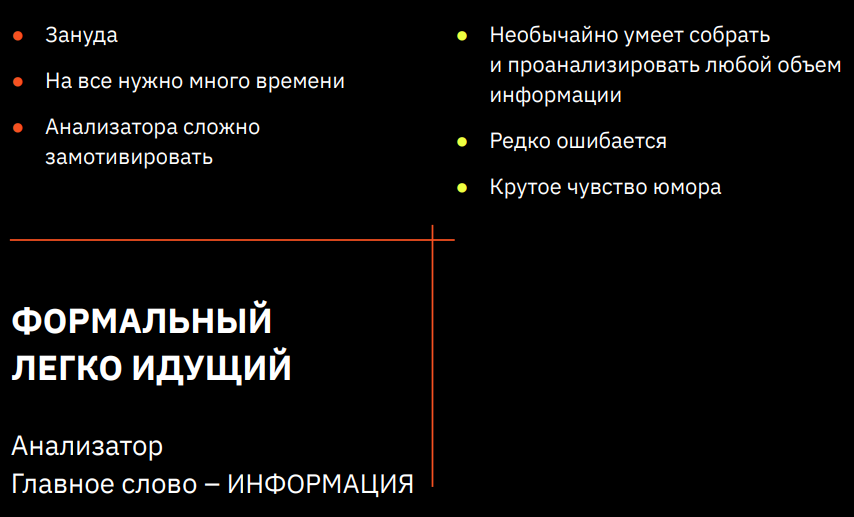 Зануда
На все нужно много времени
Анализатора сложно
замотивировать
Необычайно умеет собрать
и проанализировать любой объем
информации
Редко ошибается
Крутое чувство юмора
ФОРМАЛЬНЫЙ
ЛЕГКО ИДУЩИЙ
Анализатор
Главное слово – ИНФОРМАЦИЯ